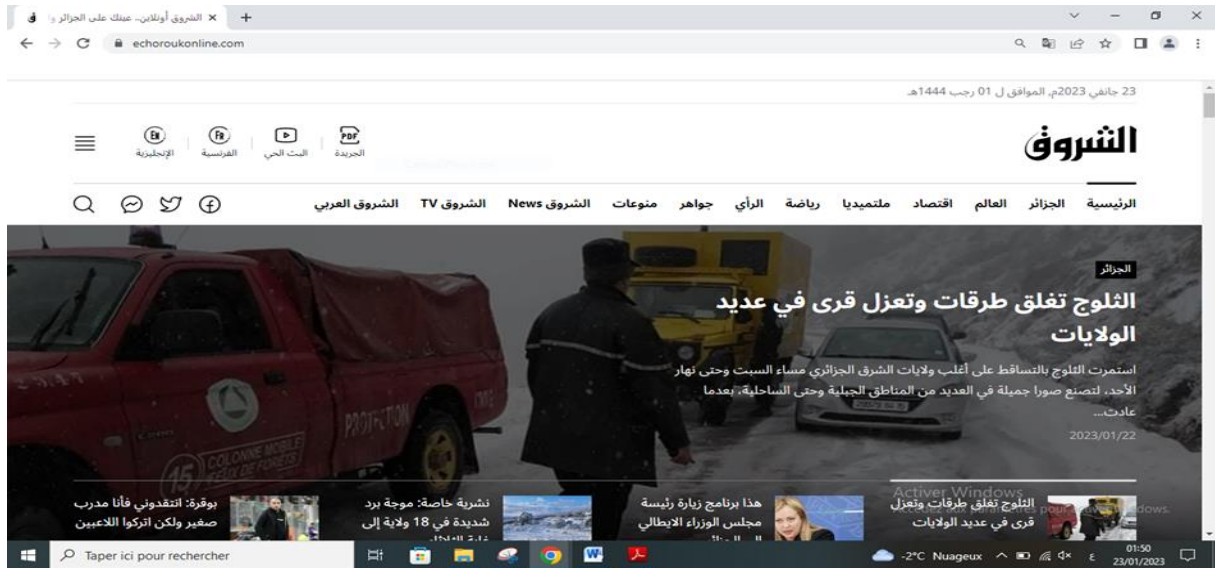 الشروق أونلاين.. عينك على الجزائر و
echoroukonline.com
23 جانفي 2023م, الموافق ل 01 رجب 1444هـ
الشروق
PDF
الجريدة
البث الحي
FR
الفرنسية
EN
الإنجليزية
الرئيسية الجزائر العالم اقتصاد ملتميديا رياضة الرأي جواهر منوعات الشروق News الشروق TV الشروق العربي
الجزائر
الثلوج تغلق طرقات وتعزل قرى في عديد
الولايات
استمرت الثلوج بالتساقط على أغلب ولايات الشرق الجزائري مساء السبت وحتى نهار
الأحد، لتصنع صورا جميلة في العديد من المناطق الجبلية وحتى الساحلية، بعدما
عادت...
2023/01/22
PROTECTION
COLONNE MOBILE
FEUX DE FORETS
15
الثلوج تغلق طرقات وتعزل
قرى في عديد الولايات
هذا برنامج زيارة رئيسة
مجلس الوزراء الايطالي
نشرية خاصة: موجة برد
شديدة في 18 ولاية إلى
بوقرة: انتقدوني فأنا مدرب
صغير ولكن اتركوا اللاعبين
Activer Windows
Taper ici pour rechercher
-2°C Nuageux
ع
01:50
23/01/2023